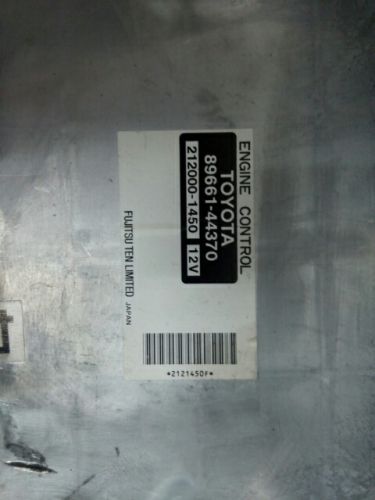 ENGINE CONTROL
TOYOTA
89661-44370
212000-1450 12V
FUJITSU TEN LIMITED JAPAN
*2121450F*